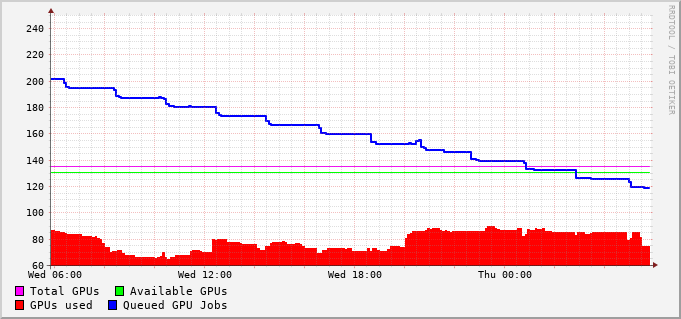 240
220
200
180
160
140
120
100
80
60
Wed 06:00 Wed 12:00 Wed 18:00 Thu 00:00
Total GPUs Available GPUs
GPUs used Queued GPU Jobs
RRDTOOL / TOBI OETIKER